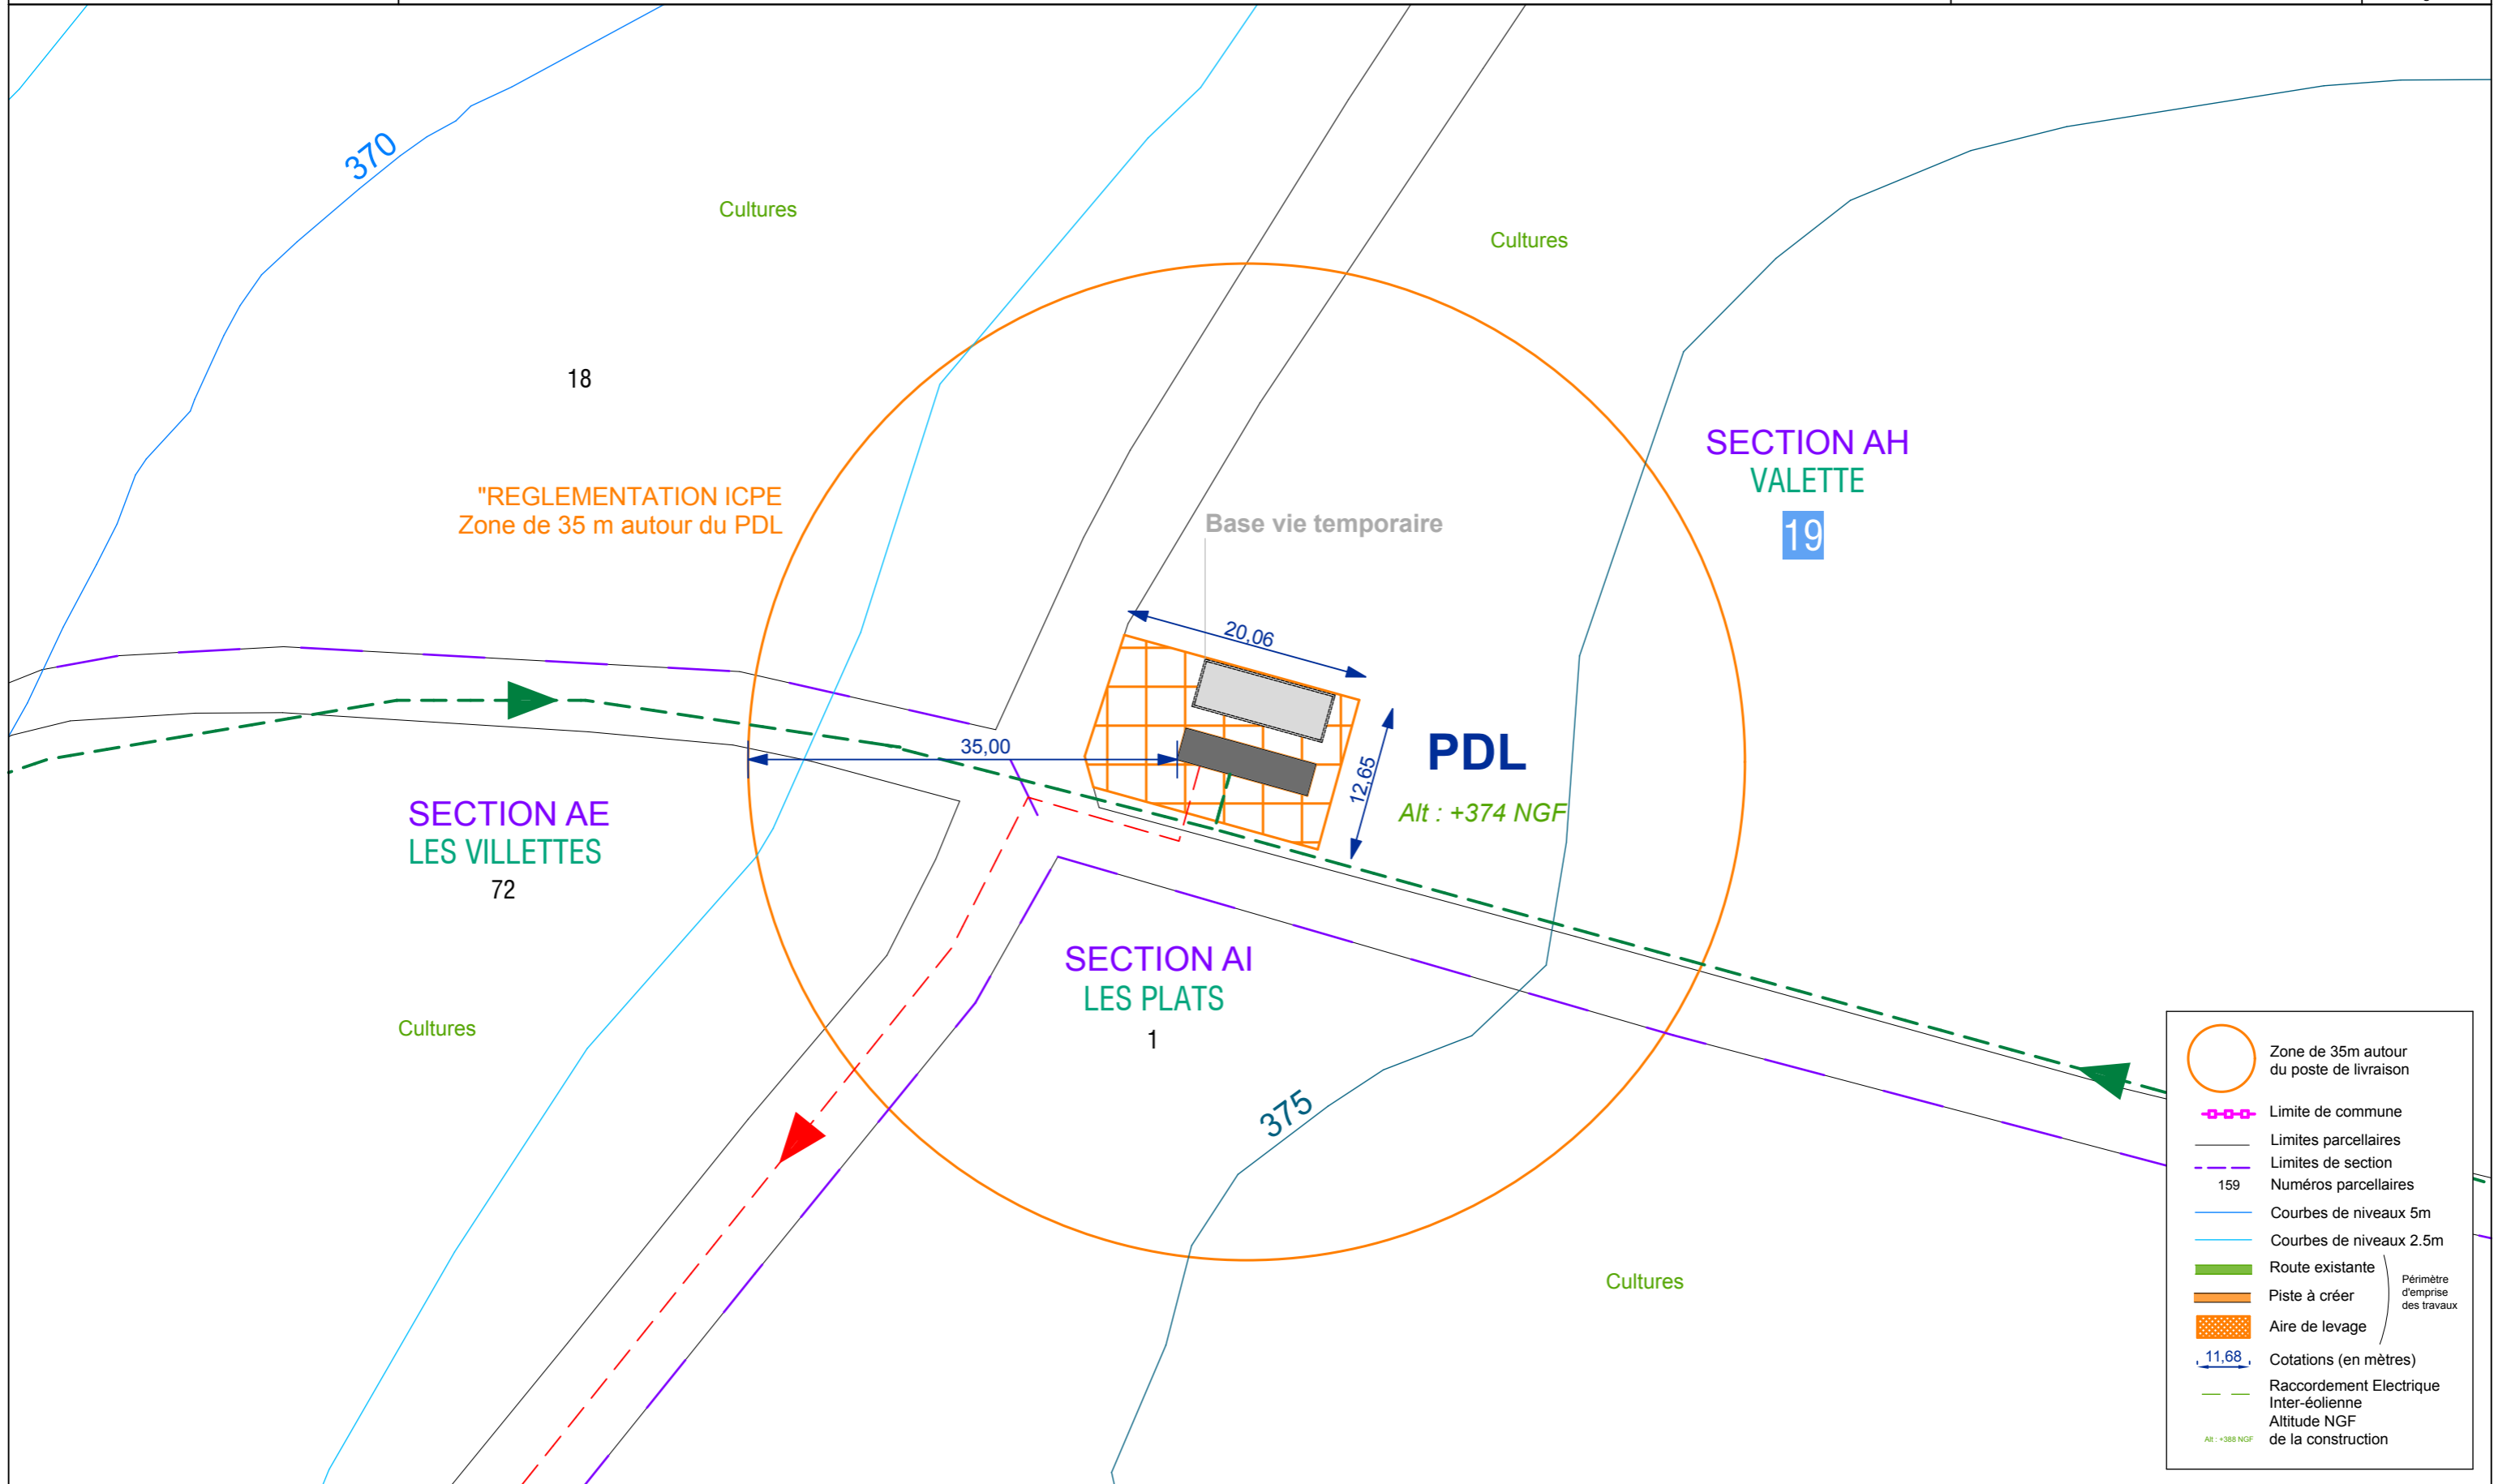 370
Cultures
Cultures
18
SECTION AH
VALETTE
19
"REGLEMENTATION ICPE
Zone de 35 m autour du PDL
Base vie temporaire
20,06
35,00
12,65
PDL
Alt : +374 NGF
SECTION AE
LES VILLETTES
72
SECTION AI
LES PLATS
1
Cultures
375
Cultures
Zone de 35m autour
du poste de livraison
Limite de commune
Limites parcellaires
Limites de section
159 Numéros parcellaires
Courbes de niveaux 5m
Courbes de niveaux 2.5m
Route existante
Piste à créer
Aire de levage
Périmètre
d'emprise
des travaux
11,68 Cotations (en mètres)
Raccordement Electrique
Inter-éolienne
Altitude NGF
Alt : +388 NGF de la construction